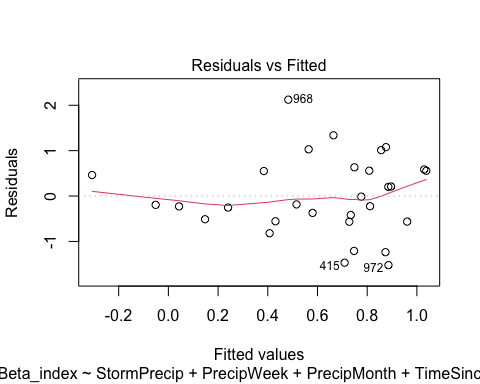 Residuals vs Fitted
Residuals
2
1
0
-1
968
415
972
-0.2 0.0 0.2 0.4 0.6 0.8 1.0
Fitted values
Beta_index ~ StormPrecip + PrecipWeek + PrecipMonth + TimeSinc